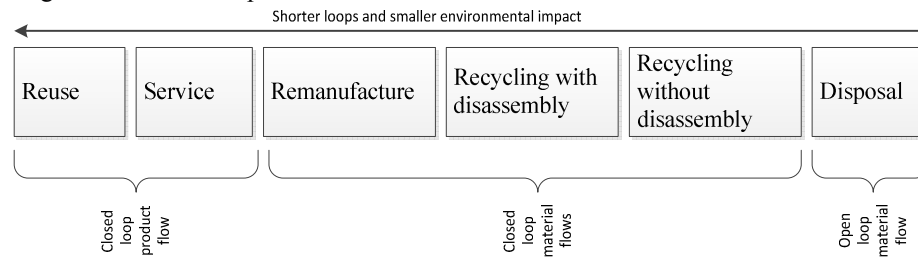 Shorter loops and smaller environmental impact
Reuse
Service
Remanufacture
Recycling with
disassembly
Recycling
without
disassembly
Disposal
Closed
loop
product
flow
Closed
loop
material
flows
Open
loop
material
flow